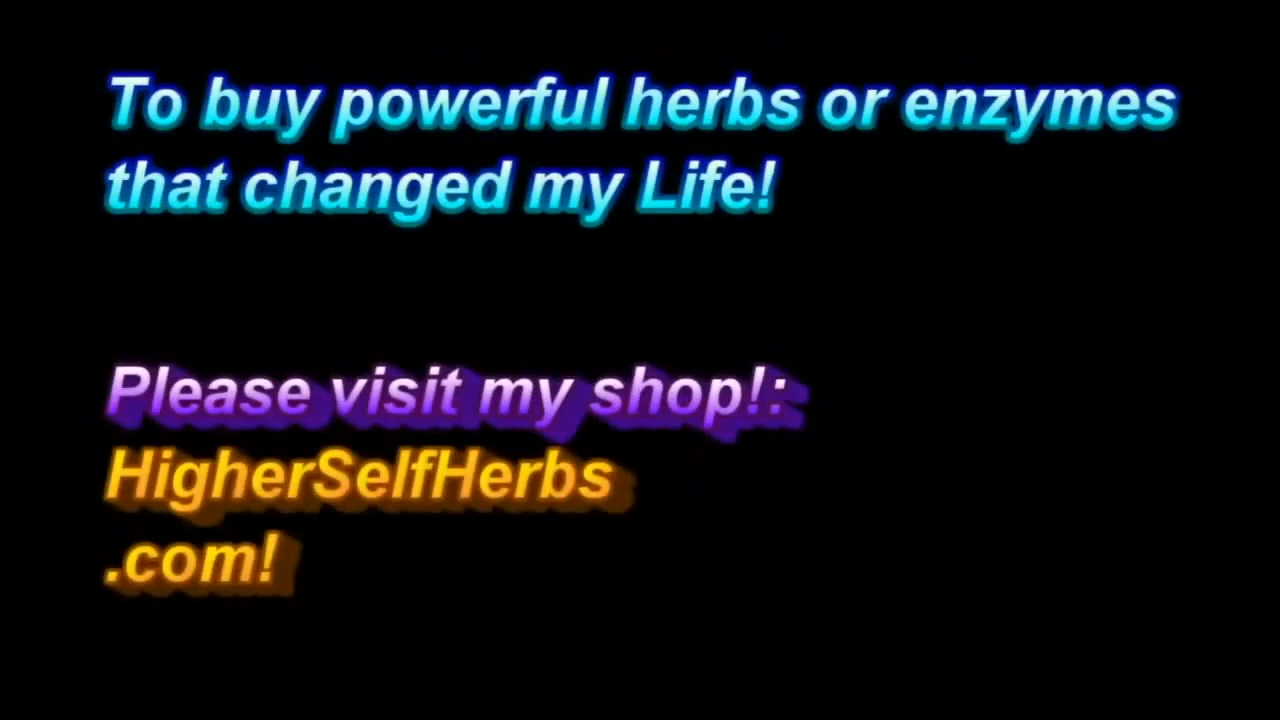 To buy powerful herbs or enzymes
that changed my Life!
Please visit my shop!:
HigherSelfHerbs
.com!